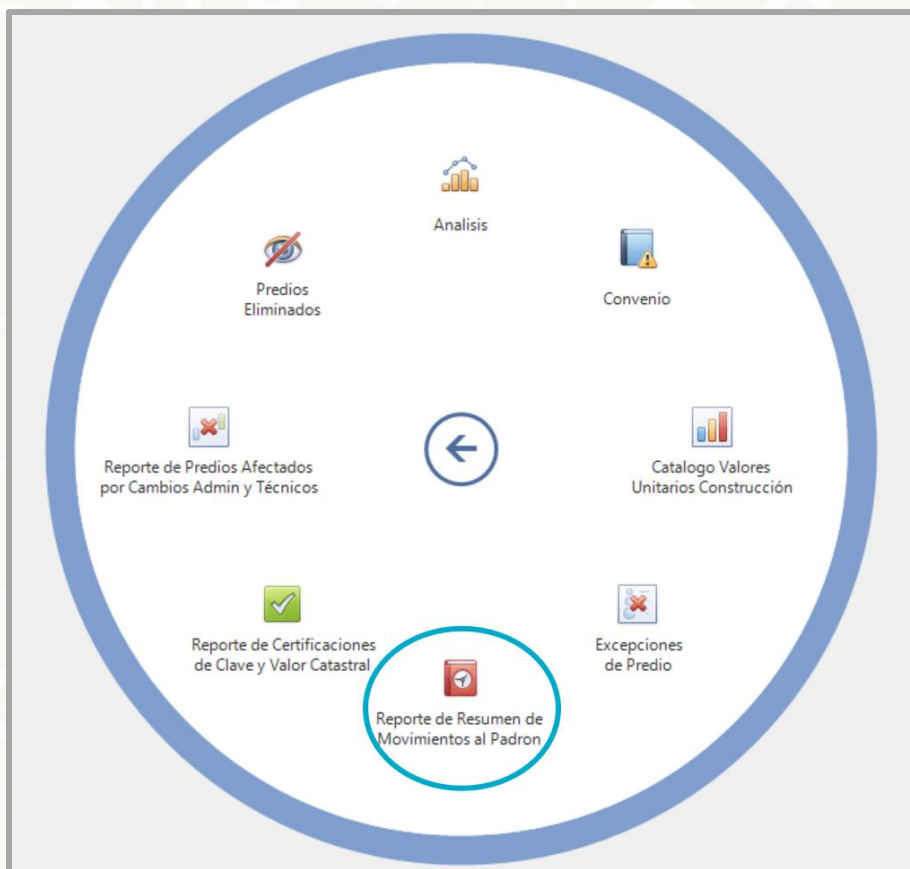 Analisis
Predios
Eliminados
Convenio
Reporte de Predios Afectados
por Cambios Admin y Técnicos
Catalogo Valores
Unitarios Construcción
Reporte de Certificaciones
de Clave y Valor Catastral
Excepciones
de Predio
Reporte de Resumen de
Movimientos al Padron